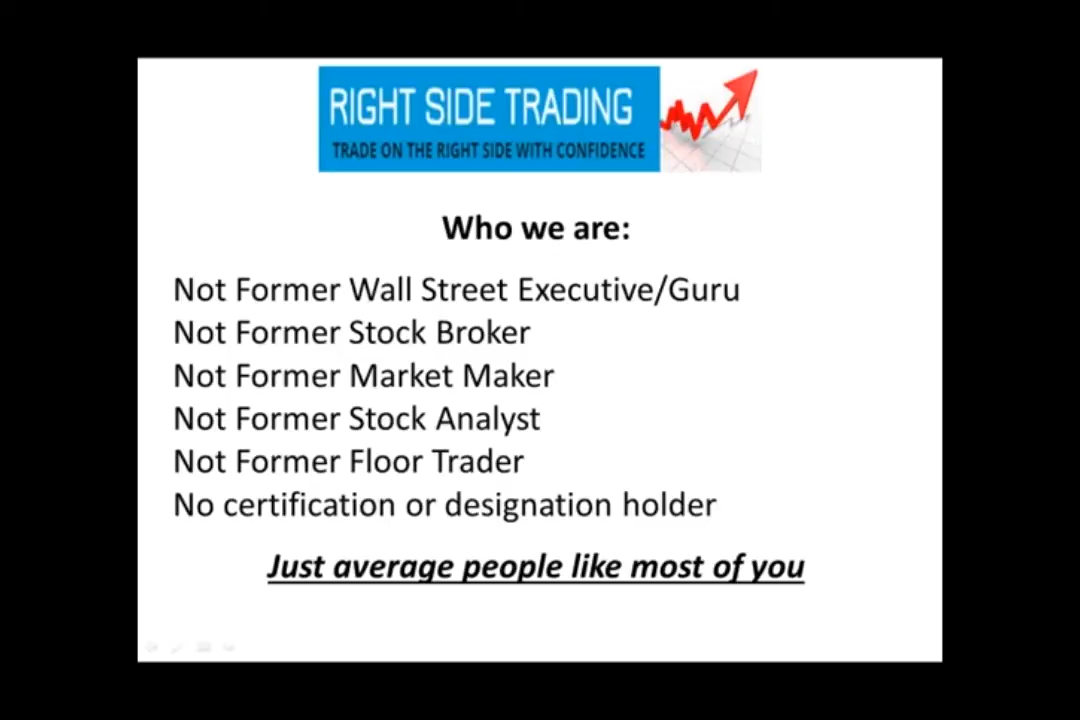 RIGHT SIDE TRADING
TRADE ON THE RIGHT SIDE WITH CONFIDENCE
Who we are:
Not Former Wall Street Executive/Guru
Not Former Stock Broker
Not Former Market Maker
Not Former Stock Analyst
Not Former Floor Trader
No certification or designation holder
Just average people like most of you